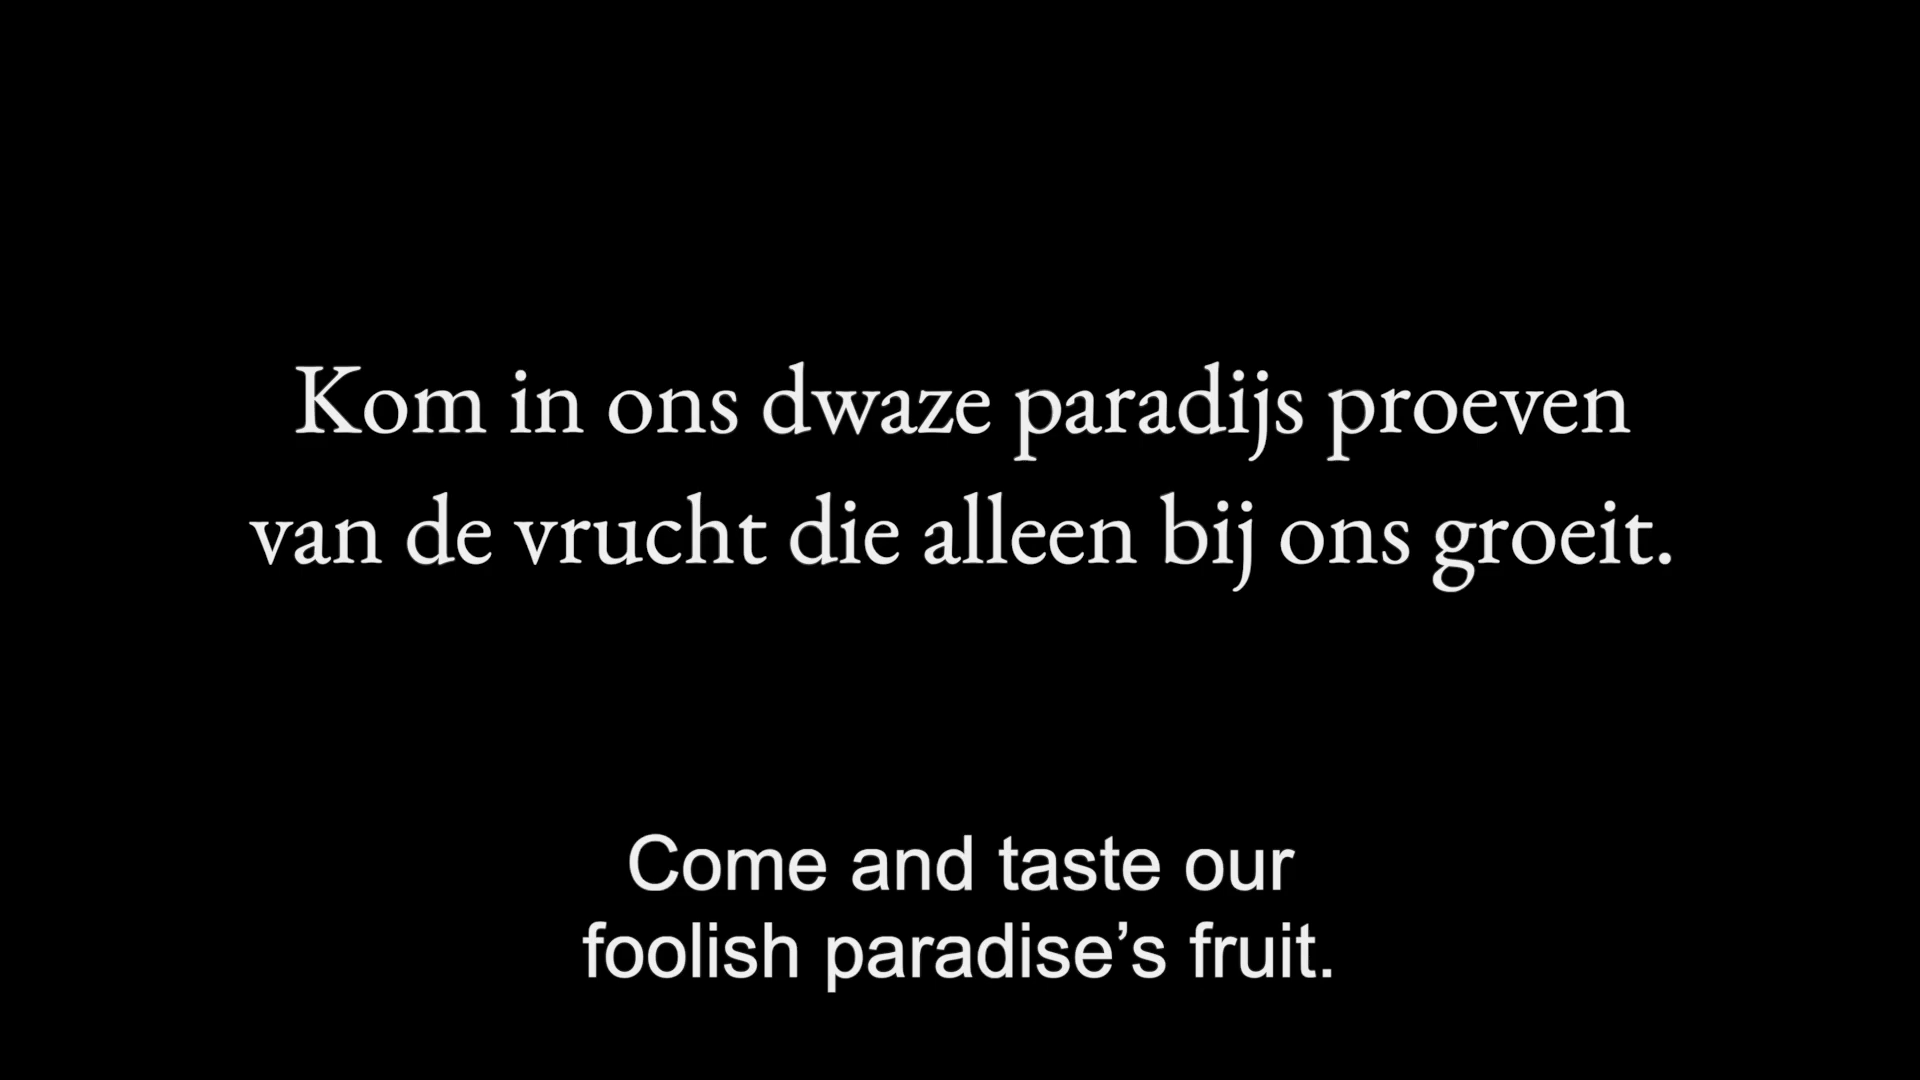 Kom in ons dwaze paradijs proeven
van de vrucht die alleen bij ons groeit.
Come and taste our
foolish paradise’s fruit.